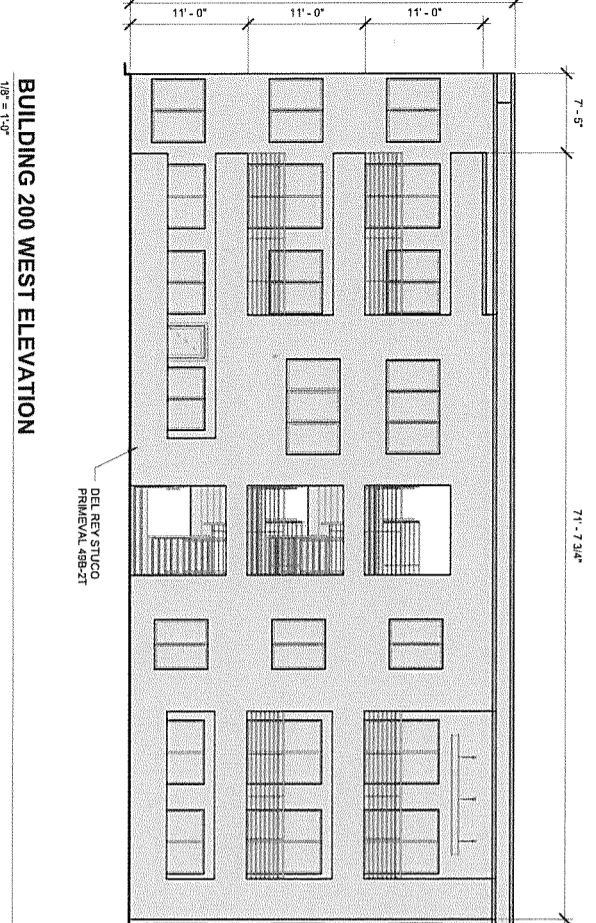 11' - 0"
11' - 0"
11' - 0"
7' - 5"
71' - 7 3/4"
DEL REY STUCO
PRIMEVAL 49B-2T
BUILDING 200 WEST ELEVATION
1/8" = 1'-0"